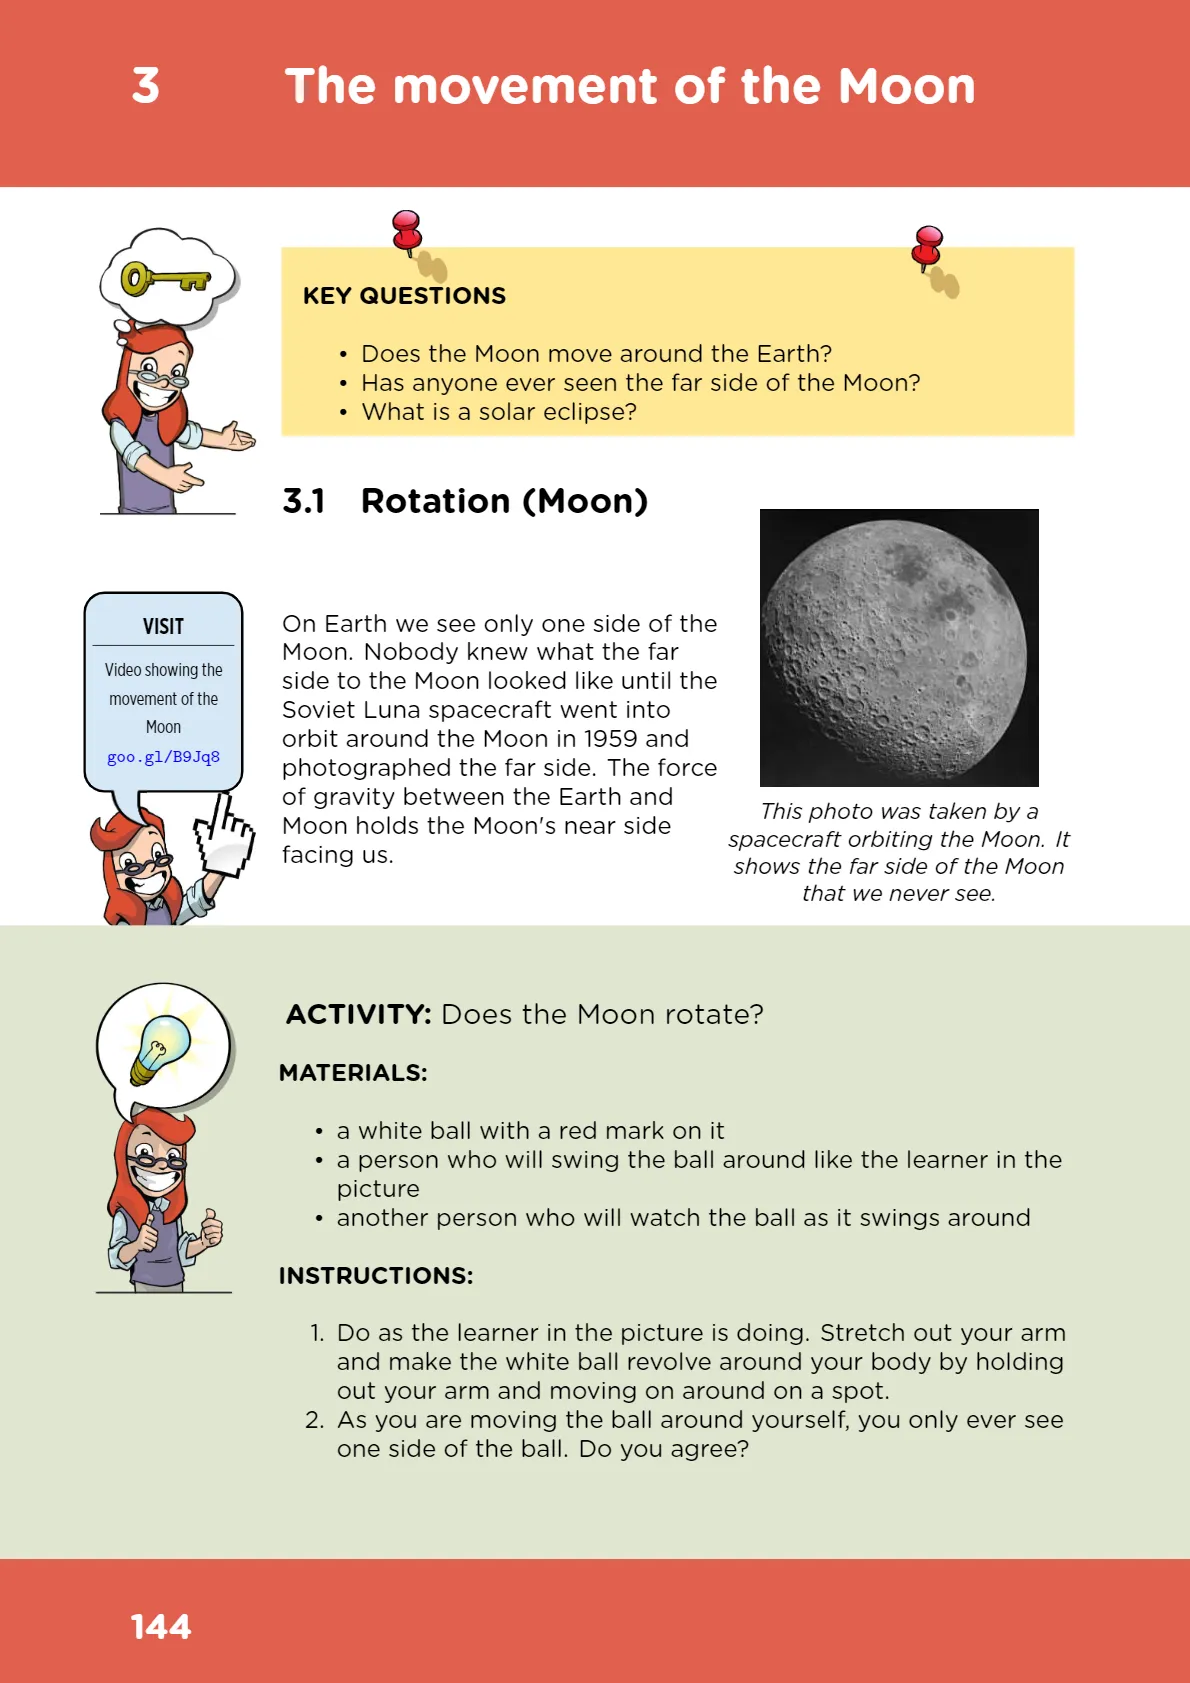 3 The movement of the Moon
KEY QUESTIONS
• Does the Moon move around the Earth?
• Has anyone ever seen the far side of the Moon?
• What is a solar eclipse?
3.1 Rotation (Moon)
VISIT
Video showing the
movement of the
Moon
goo.gl/B9Jq8
On Earth we see only one side of the
Moon. Nobody knew what the far
side to the Moon looked like until the
Soviet Luna spacecraft went into
orbit around the Moon in 1959 and
photographed the far side. The force
of gravity between the Earth and
Moon holds the Moon's near side
facing us.
This photo was taken by a
spacecraft orbiting the Moon. It
shows the far side of the Moon
that we never see.
ACTIVITY: Does the Moon rotate?
MATERIALS:
• a white ball with a red mark on it
• a person who will swing the ball around like the learner in the
picture
• another person who will watch the ball as it swings around
INSTRUCTIONS:
1. Do as the learner in the picture is doing. Stretch out your arm
and make the white ball revolve around your body by holding
out your arm and moving on around on a spot.
2. As you are moving the ball around yourself, you only ever see
one side of the ball. Do you agree?
144